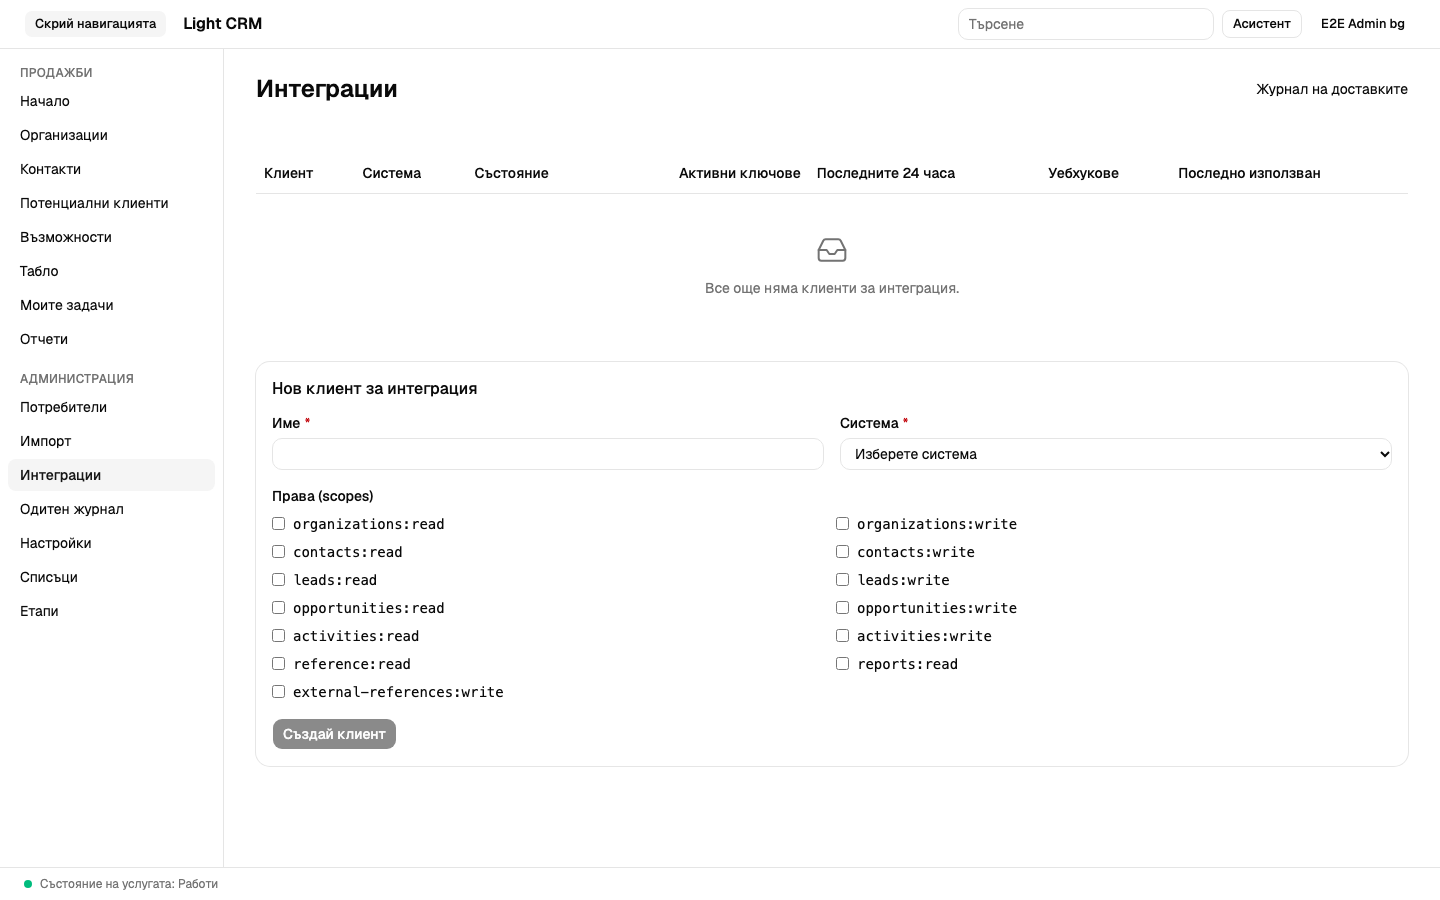 Скрий навигацията
Light CRM
Търсене
Асистент
E2E Admin bg
ПРОДАЖБИ
Начало
Организации
Контакти
Потенциални клиенти
Възможности
Табло
Моите задачи
Отчети
АДМИНИСТРАЦИЯ
Потребители
Импорт
Интеграции
Одитен журнал
Настройки
Списъци
Етапи
Интеграции
Журнал на доставките
Клиент Система Състояние Активни ключове Последните 24 часа Уебхукове Последно използван
Все още няма клиенти за интеграция.
Нов клиент за интеграция
Име * Система *
Изберете система
Права (scopes)
organizations:read organizations:write
contacts:read contacts:write
leads:read leads:write
opportunities:read opportunities:write
activities:read activities:write
reference:read reports:read
external-references:write
Създай клиент
Състояние на услугата: Работи